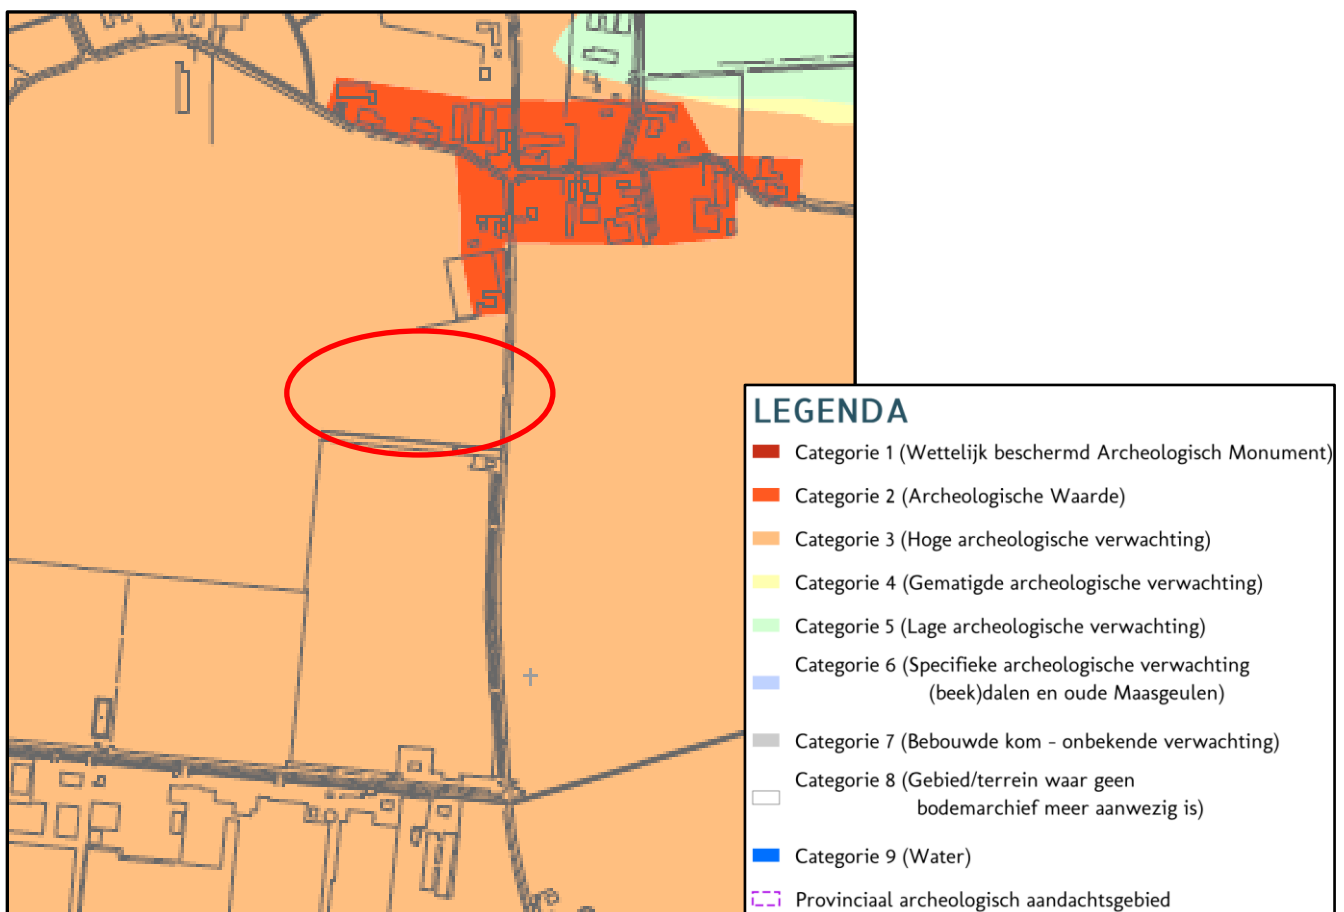 LEGENDA
Categorie 1 (Wettelijk beschermd Archeologisch Monument)
Categorie 2 (Archeologische Waarde)
Categorie 3 (Hoge archeologische verwachting)
Categorie 4 (Gematigde archeologische verwachting)
Categorie 5 (Lage archeologische verwachting)
Categorie 6 (Specifieke archeologische verwachting
(beek)dalen en oude Maasgeulen)
Categorie 7 (Bebouwde kom - onbekende verwachting)
Categorie 8 (Gebied/terrein waar geen
bodemarchief meer aanwezig is)
Categorie 9 (Water)
Provinciaal archeologisch aandachtsgebied